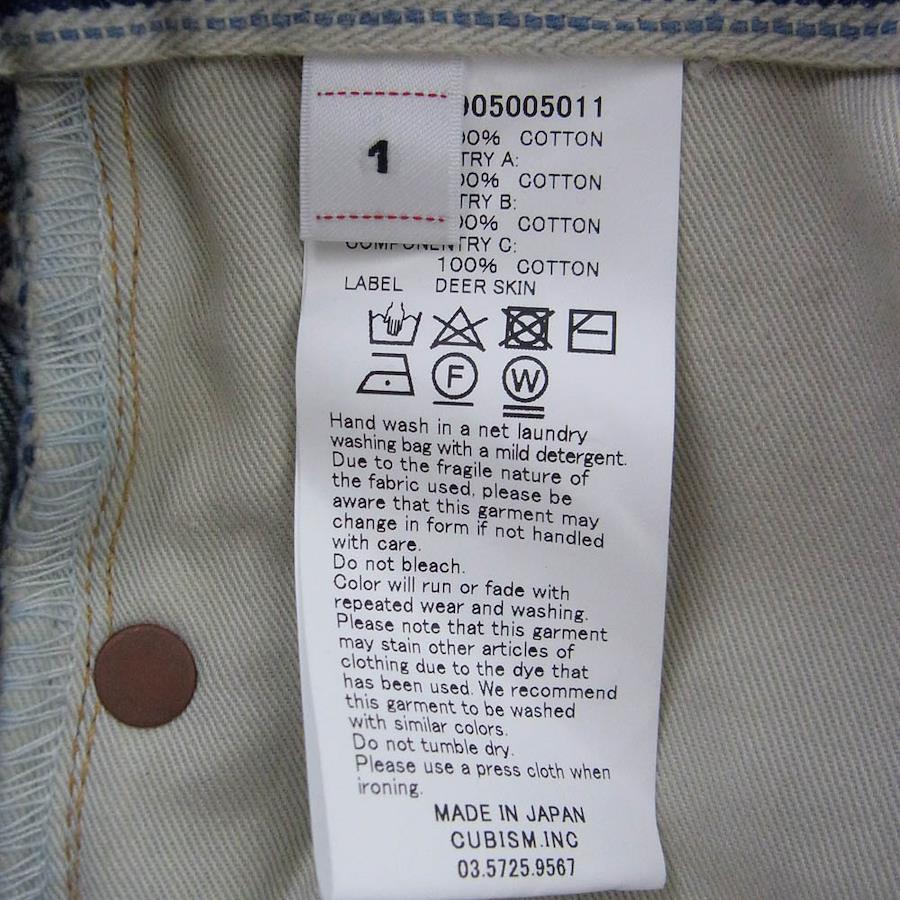 1
05005011
0% COTTON
TRY A:
0% COTTON
TRY B:
0% COTTON
COMPONENTRY C:
100% COTTON
LABEL DEER SKIN
F
W
Hand wash in a net laundry
washing bag with a mild detergent.
Due to the fragile nature of
the fabric used, please be
aware that this garment may
change in form if not handled
with care.
Do not bleach.
Color will run or fade with
repeated wear and washing.
Please note that this garment
may stain other articles of
clothing due to the dye that
has been used. We recommend
this garment to be washed
with similar colors.
Do not tumble dry.
Please use a press cloth when
ironing.
MADE IN JAPAN
CUBISM.INC
03.5725.9567